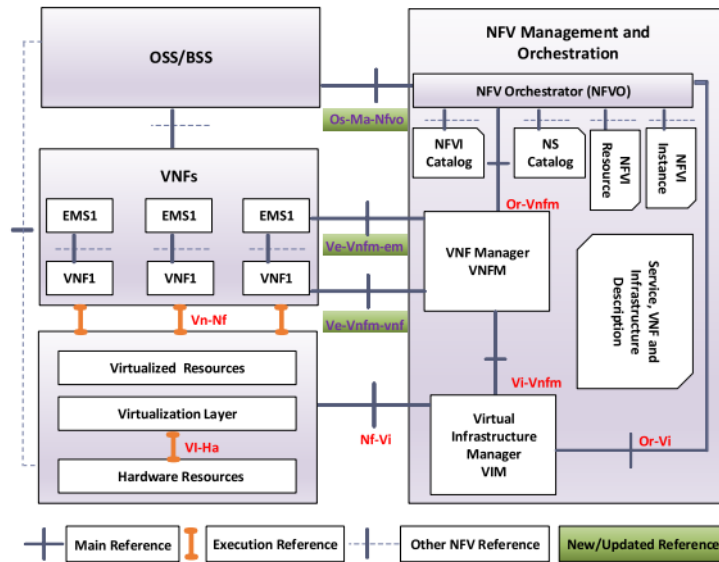 OSS/BSS
NFV Management and
Orchestration
NFV Orchestrator (NFVO)
Os-Ma-Nfvo
NFVI
Catalog
NS
Catalog
NFVI
Resource
NFVI
Instance
VNFs
EMS1
EMS1
EMS1
VNF1
VNF1
VNF1
Or-Vnfm
Ve-Vnfm-em
VNF Manager
VNFM
Ve-Vnfm-vnf
Service, VNF and
Infrastructure
Description
Vn-Nf
Virtualized Resources
Virtualization Layer
VI-Ha
Hardware Resources
Vi-Vnfm
Nf-Vi
Virtual
Infrastructure
Manager
VIM
Or-Vi
Main Reference
Execution Reference
Other NFV Reference
New/Updated Reference